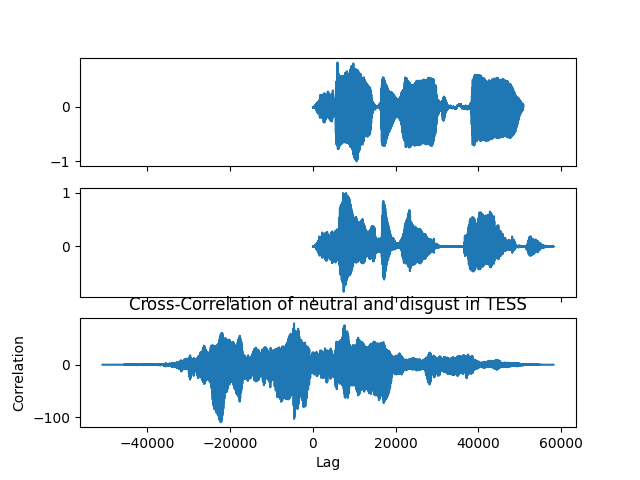 0
−1
1
0
Cross-Correlation of neutral and disgust in TESS
Correlation
0
−100
−40000 −20000 0 20000 40000 60000
Lag